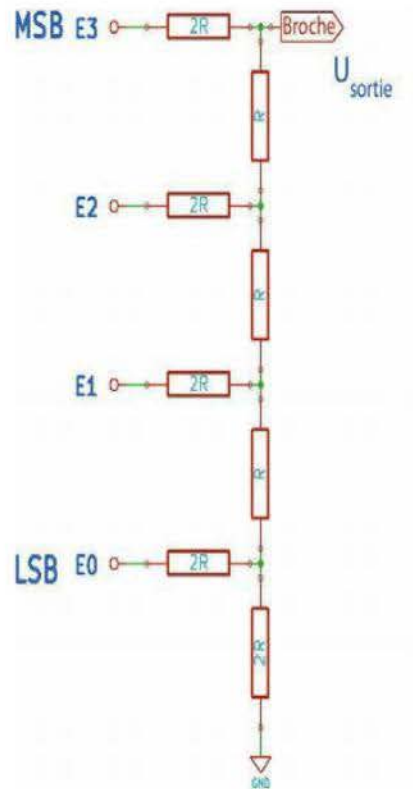 MSB E3 2R Broche
U sortie
R
E2 2R
R
E1 2R
R
LSB E0 2R
2R
GND